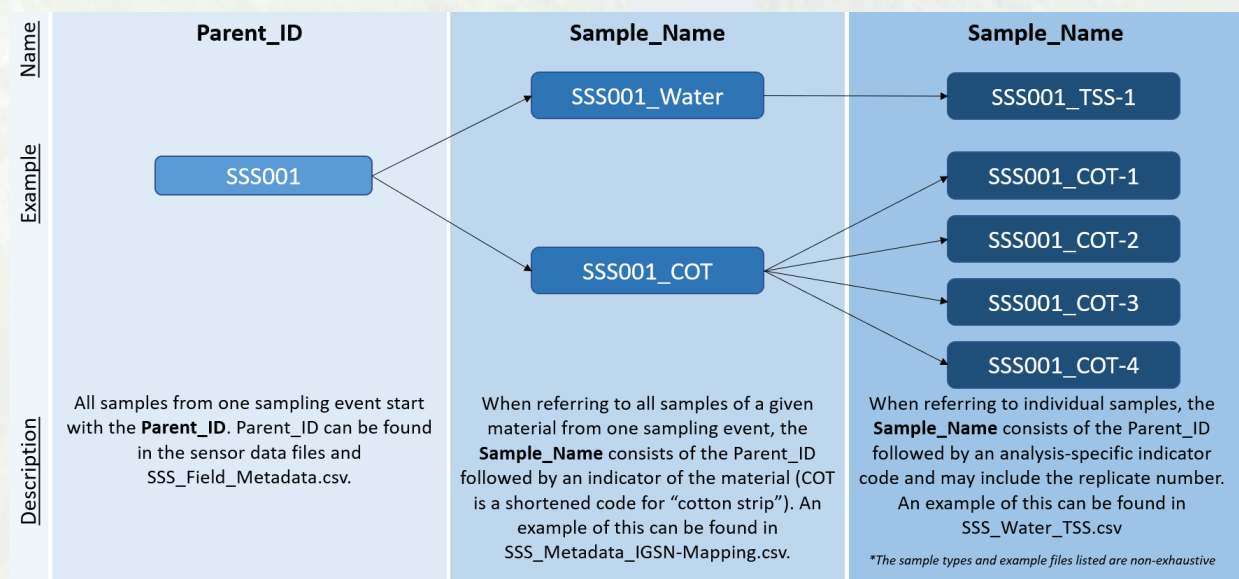 Name
Parent_ID
Sample_Name
Sample_Name
Example
SSS001
SSS001_Water
SSS001_COT
SSS001_TSS-1
SSS001_COT-1
SSS001_COT-2
SSS001_COT-3
SSS001_COT-4
Description
All samples from one sampling event start
with the Parent_ID. Parent_ID can be found
in the sensor data files and
SSS_Field_Metadata.csv.
When referring to all samples of a given
material from one sampling event, the
Sample_Name consists of the Parent_ID
followed by an indicator of the material (COT
is a shortened code for “cotton strip”). An
example of this can be found in
SSS_Metadata_IGSN-Mapping.csv.
When referring to individual samples, the
Sample_Name consists of the Parent_ID
followed by an analysis-specific indicator
code and may include the replicate number.
An example of this can be found in
SSS_Water_TSS.csv
*The sample types and example files listed are non-exhaustive